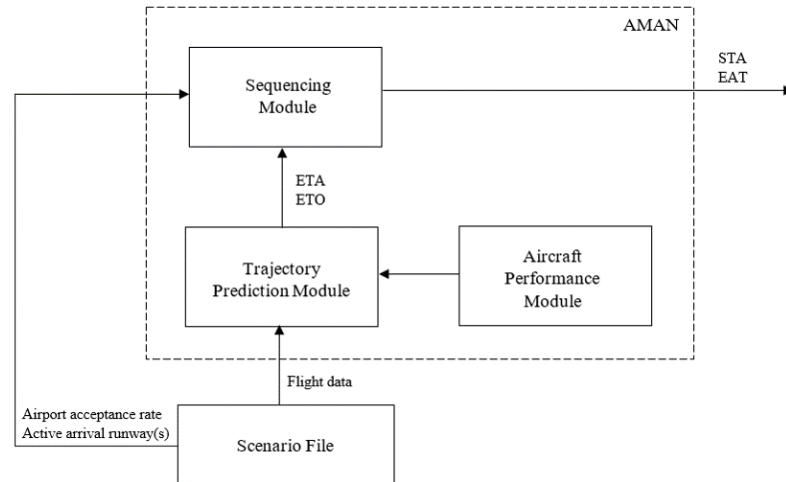 AMAN
Sequencing
Module
STA
EAT
ETA
ETO
Trajectory
Prediction Module
Aircraft
Performance
Module
Flight data
Airport acceptance rate
Active arrival runway(s)
Scenario File